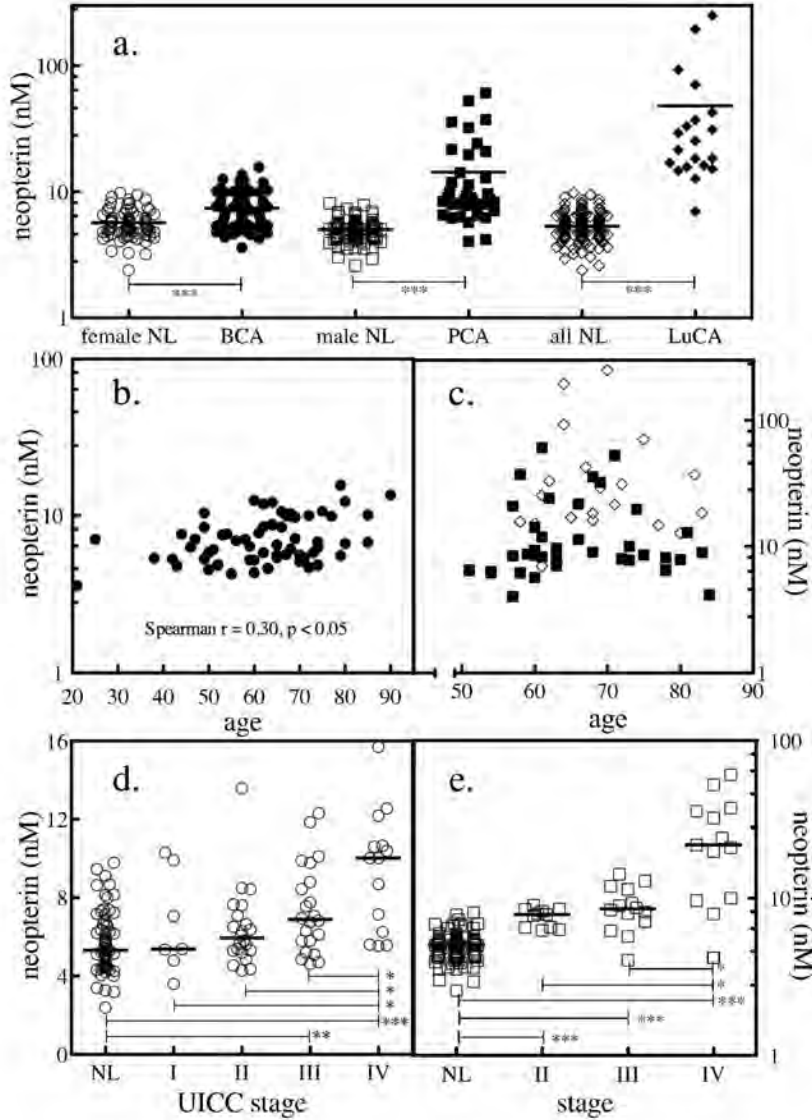 a.
neopterin (nM)
100
10
1
*** *** ***
female NL BCA male NL PCA all NL LuCA
b. c.
100
10
1
neopterin (nM)
100
10
1
neopterin (nM)
Spearman r = 0.30, p < 0.05
20 30 40 50 60 70 80 90 50 60 70 80 90
age age
d. e.
16
12
8
4
0
neopterin (nM)
100
10
1
neopterin (nM)
*
*
*
***
**
*
*
***
***
***
NL I II III IV NL II III IV
UICC stage stage